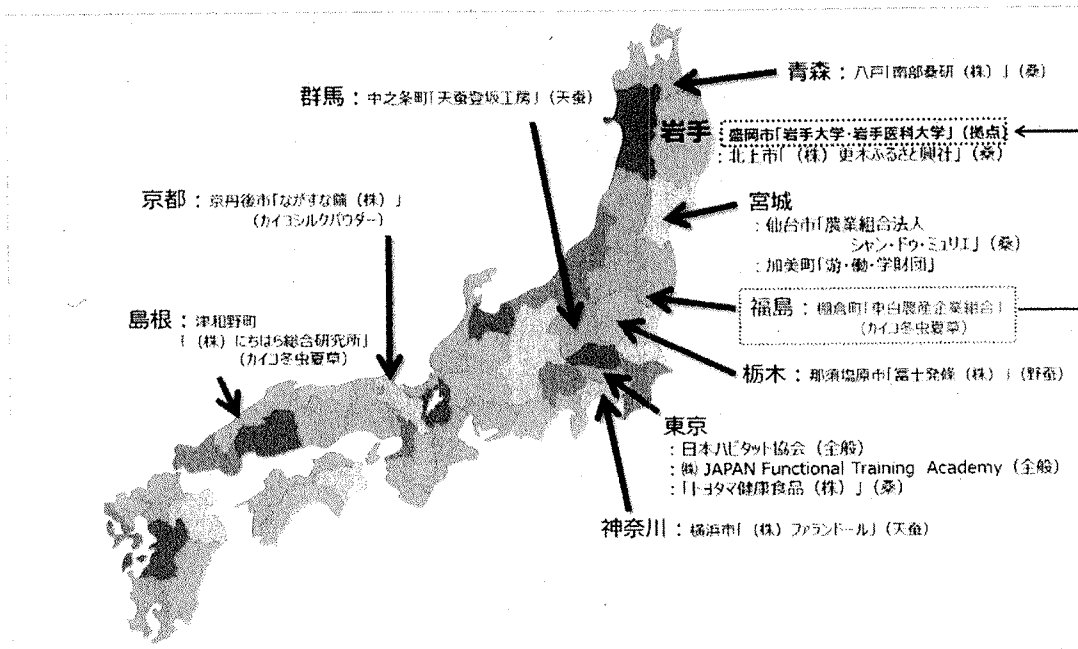 青森：八戸「南部桑研（株）」（桑）
群馬：中之条町「天蚕登坂工房」（天蚕）
岩手：盛岡市「岩手大学・岩手医科大学」（拠点）
：北上市「（株）更木ふるさと興社」（桑）
京都：京丹後市「ながすな繭（株）」
（カイコシルクパウダー）
宮城
：仙台市「農業組合法人
シャン・ドゥ・ミュリエ」（桑）
：加美町「遊・働・学財団」
福島：棚倉町「東白農産企業組合」
（カイコ冬虫夏草）
島根：津和野町
「（株）にちはら総合研究所」
（カイコ冬虫夏草）
栃木：那須塩原市「冨士発條（株）」（野蚕）
東京
：日本ハビタット協会（全般）
：㈱ JAPAN Functional Training Academy（全般）
：「トヨタマ健康食品（株）」（桑）
神奈川：横浜市「（株）ファランドール」（天蚕）